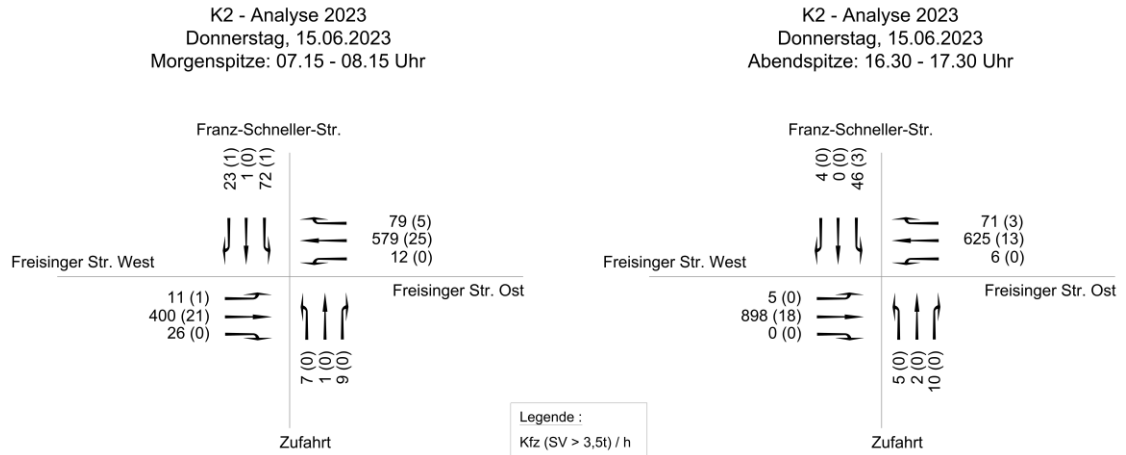 K2 - Analyse 2023
Donnerstag, 15.06.2023
Morgenspitze: 07.15 - 08.15 Uhr
Franz-Schneller-Str.
23 (1)
1 (0)
72 (1)
79 (5)
579 (25)
12 (0)
Freisinger Str. West
Freisinger Str. Ost
11 (1)
400 (21)
26 (0)
7 (0)
1 (0)
9 (0)
Zufahrt
K2 - Analyse 2023
Donnerstag, 15.06.2023
Abendspitze: 16.30 - 17.30 Uhr
Franz-Schneller-Str.
4 (0)
0 (0)
46 (3)
71 (3)
625 (13)
6 (0)
Freisinger Str. West
Freisinger Str. Ost
5 (0)
898 (18)
0 (0)
5 (0)
2 (0)
10 (0)
Zufahrt
Legende :
Kfz (SV > 3,5t) / h